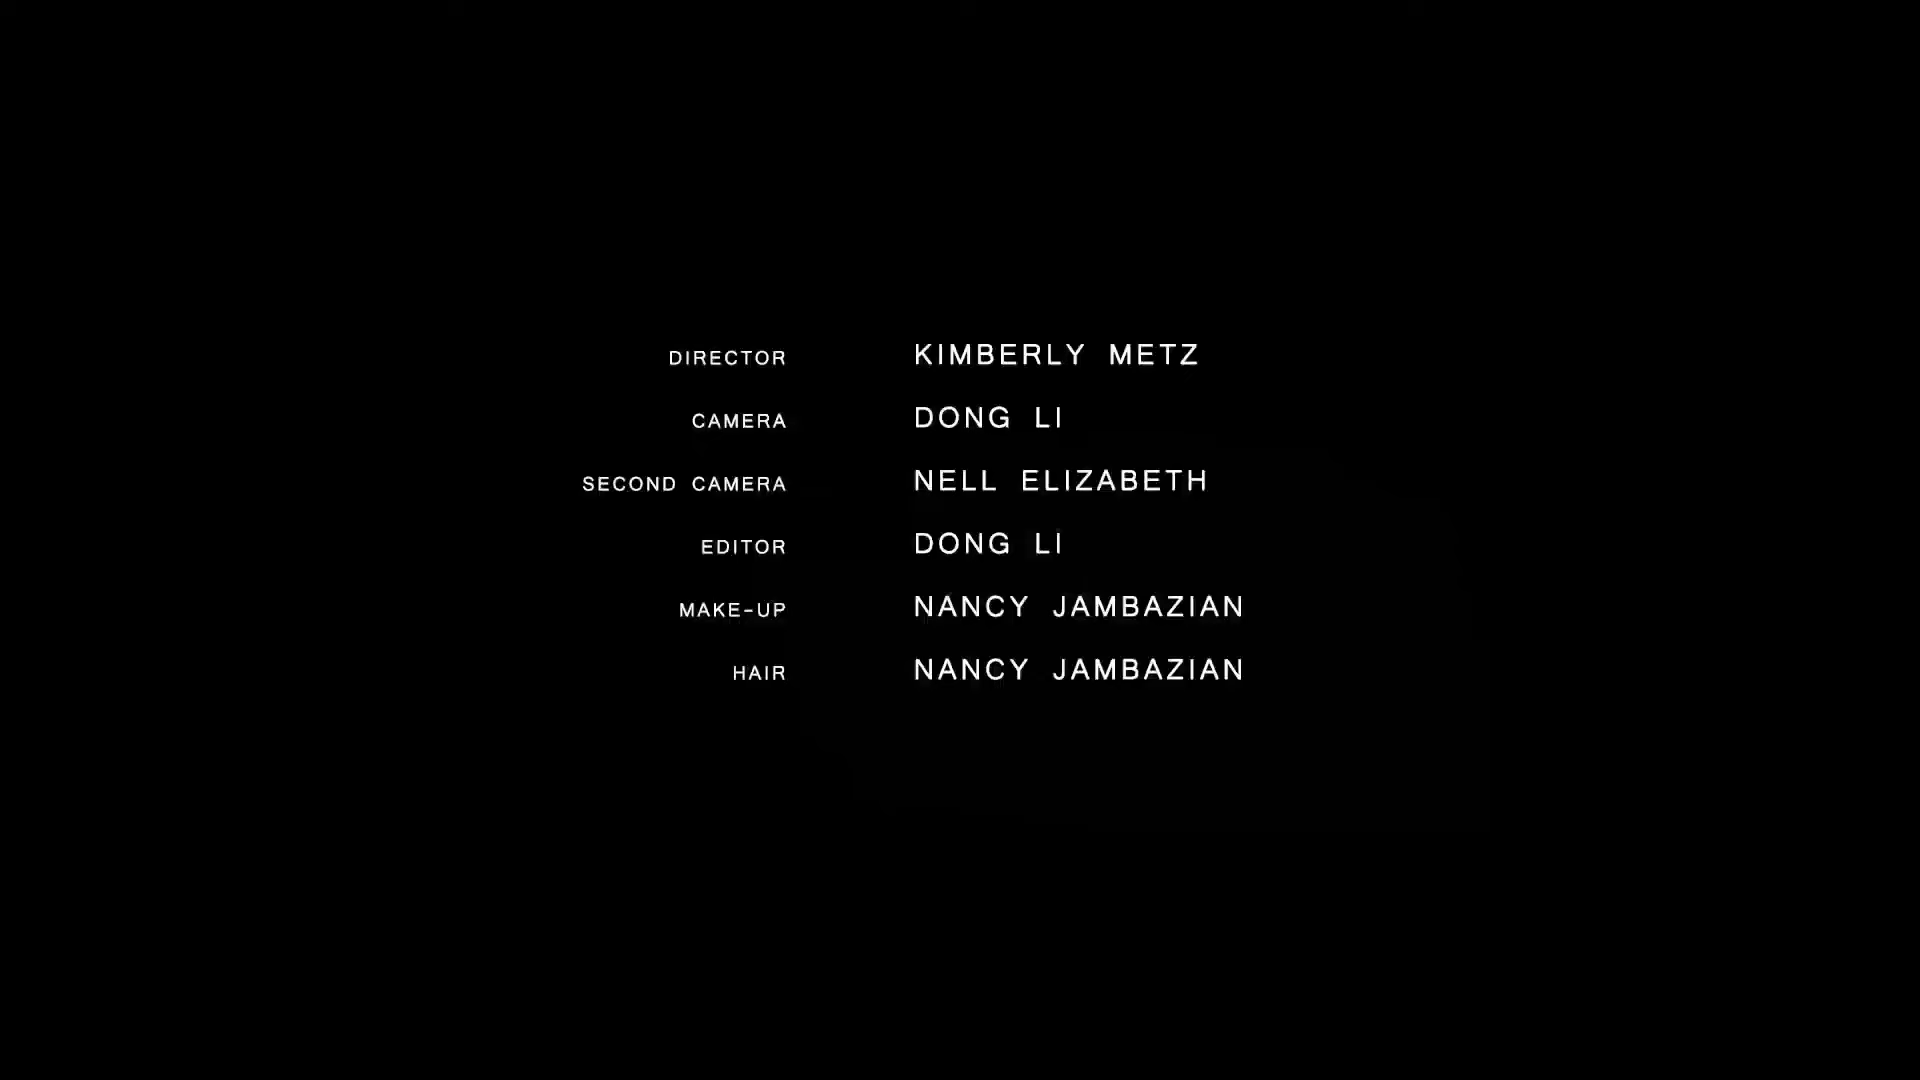 DIRECTOR KIMBERLY METZ
CAMERA DONG LI
SECOND CAMERA NELL ELIZABETH
EDITOR DONG LI
MAKE-UP NANCY JAMBAZIAN
HAIR NANCY JAMBAZIAN